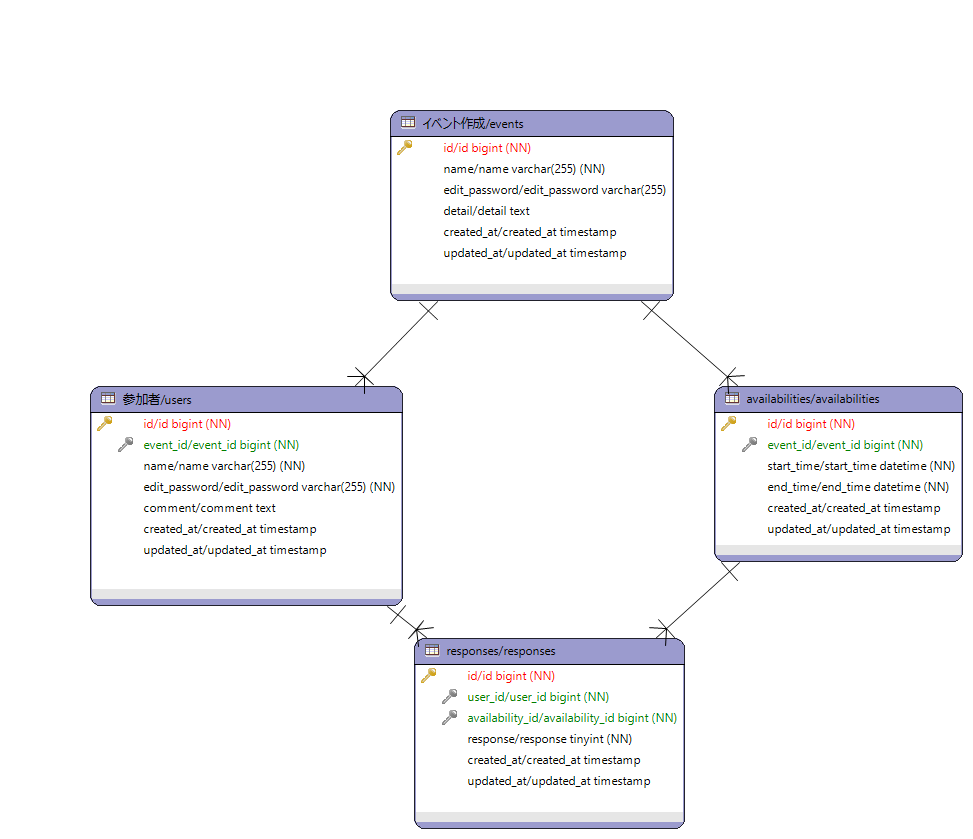 イベント作成/events
id/id bigint (NN)
name/name varchar(255) (NN)
edit_password/edit_password varchar(255)
detail/detail text
created_at/created_at timestamp
updated_at/updated_at timestamp
参加者/users
id/id bigint (NN)
event_id/event_id bigint (NN)
name/name varchar(255) (NN)
edit_password/edit_password varchar(255) (NN)
comment/comment text
created_at/created_at timestamp
updated_at/updated_at timestamp
availabilities/availabilities
id/id bigint (NN)
event_id/event_id bigint (NN)
start_time/start_time datetime (NN)
end_time/end_time datetime (NN)
created_at/created_at timestamp
updated_at/updated_at timestamp
responses/responses
id/id bigint (NN)
user_id/user_id bigint (NN)
availability_id/availability_id bigint (NN)
response/response tinyint (NN)
created_at/created_at timestamp
updated_at/updated_at timestamp